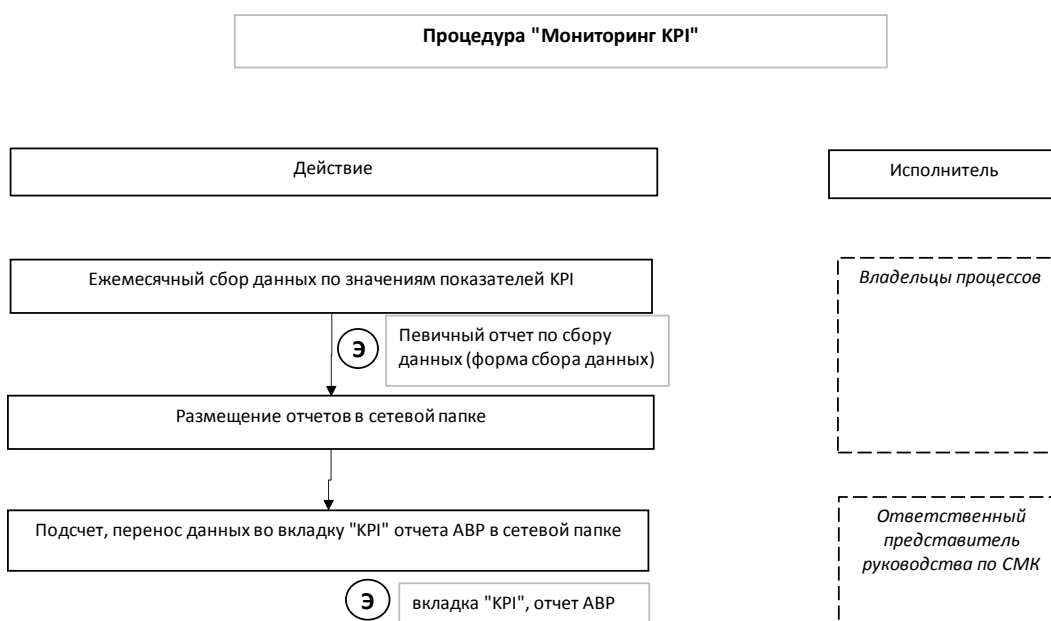 Процедура "Мониторинг KPI"
Действие
Исполнитель
Ежемесячный сбор данных по значениям показателей KPI
Владельцы процессов
Э
Певичный отчет по сбору
данных (форма сбора данных)
Размещение отчетов в сетевой папке
Подсчет, перенос данных во вкладку "KPI" отчета АВР в сетевой папке
Ответственный
представитель
руководства по СМК
Э
вкладка "KPI", отчет АВР